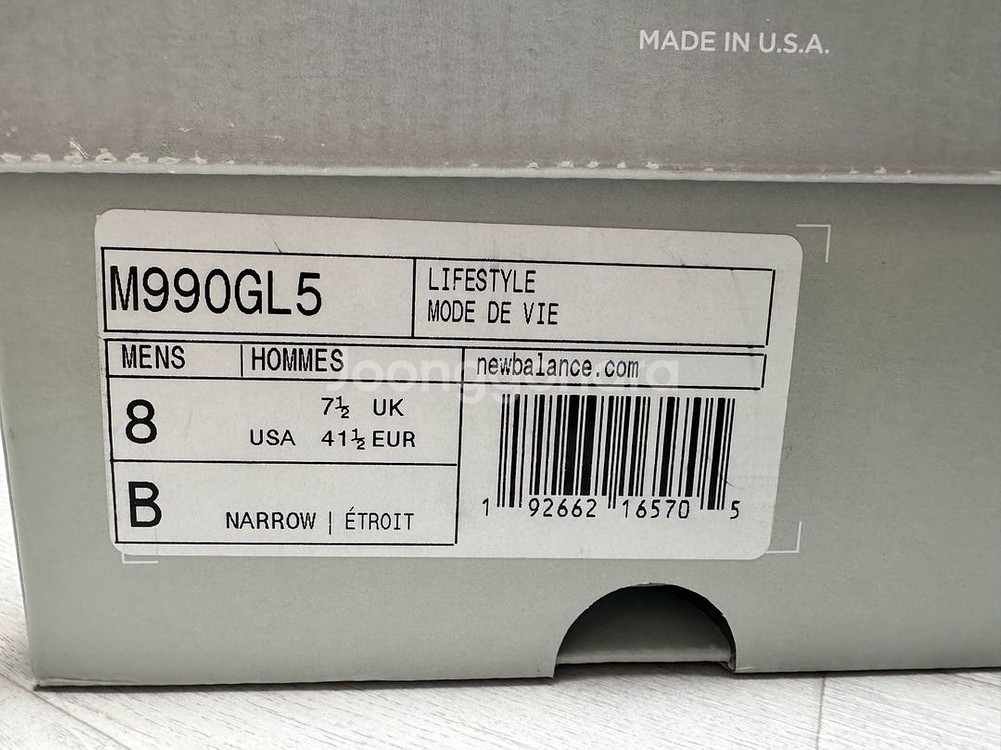 MADE IN U.S.A.
M990GL5
LIFESTYLE
MODE DE VIE
MENS HOMMES
newbalance.com
Joonggonara
8
7½ UK
USA 41½ EUR
B
NARROW | ÉTROIT
1 92662 16570 5